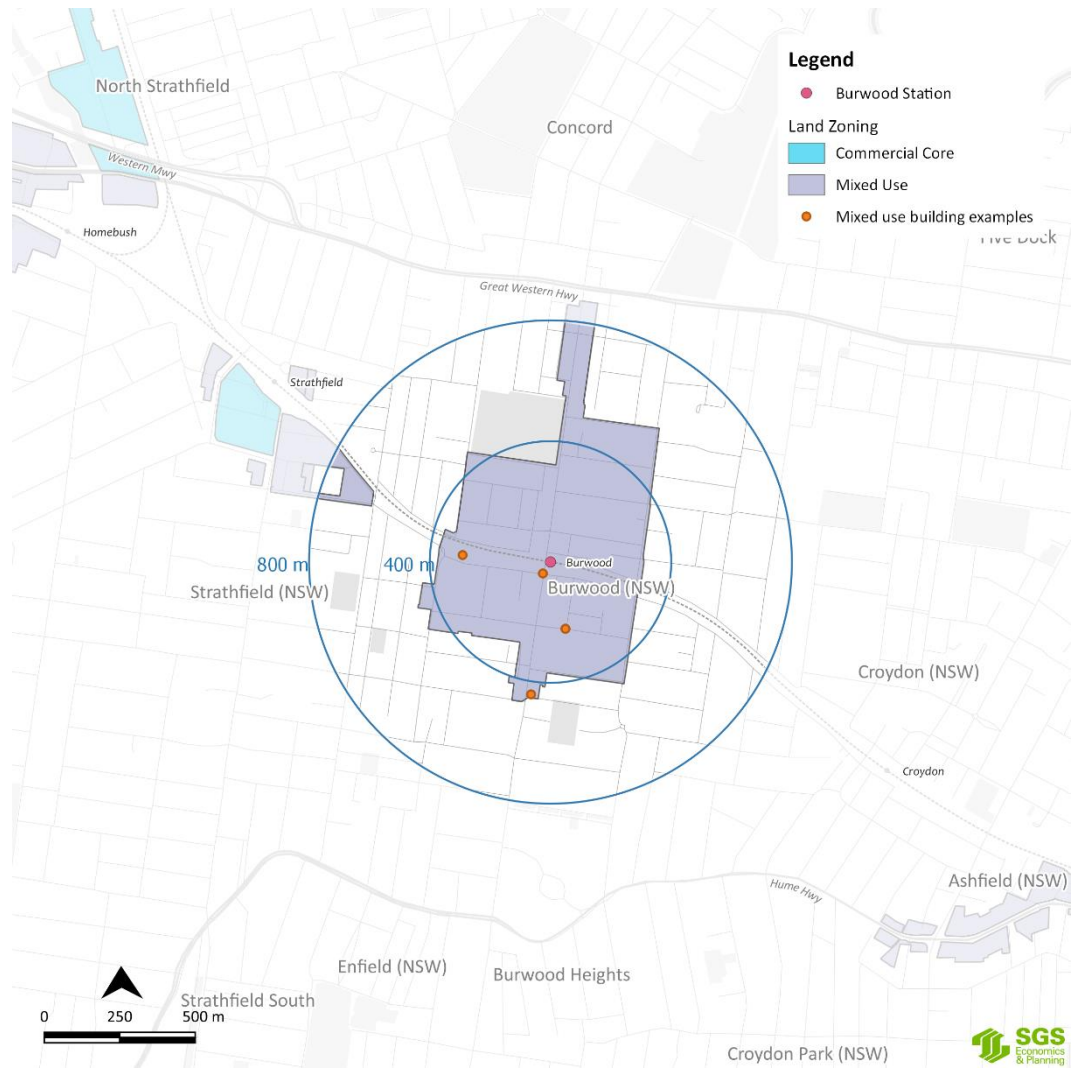 Legend
Burwood Station
Land Zoning
Commercial Core
Mixed Use
Mixed use building examples
North Strathfield
Concord
Western Mwy
Homebush
Five Dock
Great Western Hwy
Strathfield
800 m
400 m
Burwood
Strathfield (NSW)
Burwood (NSW)
Croydon (NSW)
Croydon
Ashfield (NSW)
Hume Hwy
Enfield (NSW)
Burwood Heights
Strathfield South
0 250 500 m
Croydon Park (NSW)
SGS
Economics
& Planning